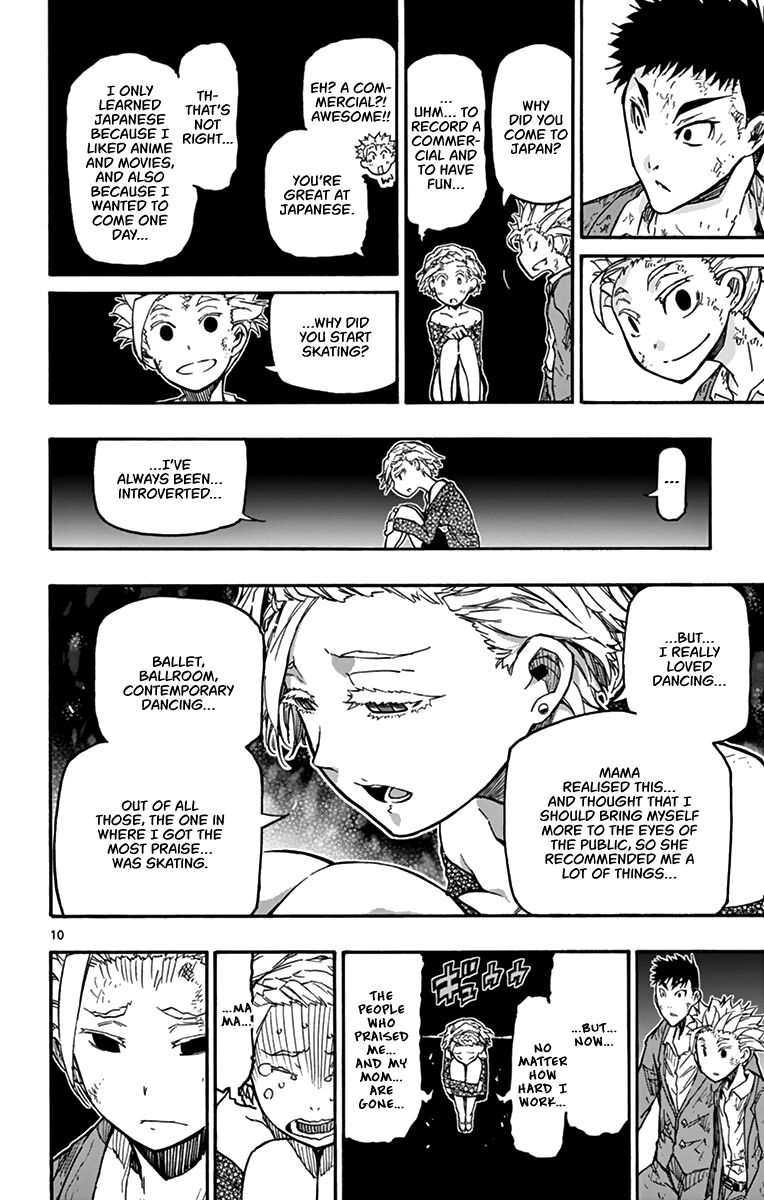 WHY
DID YOU
COME TO
JAPAN?
...
UHM... TO
RECORD A
COMMER-
CIAL AND
TO HAVE
FUN...
EH? A COM-
MERCIAL?!
AWESOME!!
YOU'RE
GREAT AT
JAPANESE.
TH-
THAT'S
NOT
RIGHT...
I ONLY
LEARNED
JAPANESE
BECAUSE I
LIKED ANIME
AND MOVIES,
AND ALSO
BECAUSE I
WANTED TO
COME ONE
DAY...
...WHY DID
YOU START
SKATING?
...
...I'VE
ALWAYS BEEN...
INTROVERTED...
...BUT...
I REALLY
LOVED
DANCING...
MAMA
REALISED THIS...
AND THOUGHT THAT I
SHOULD BRING MYSELF
MORE TO THE EYES OF
THE PUBLIC, SO SHE
RECOMMENDED ME A
LOT OF THINGS...
BALLET,
BALLROOM,
CONTEMPORARY
DANCING...
OUT OF ALL
THOSE, THE ONE IN
WHERE I GOT THE
MOST PRAISE...
WAS SKATING.
10
...BUT...
NOW...
NO
MATTER
HOW
HARD I
WORK...
ギュウゥ
THE
PEOPLE
WHO
PRAISED
ME...
AND MY
MOM...
ARE
GONE...
...MA
MA...